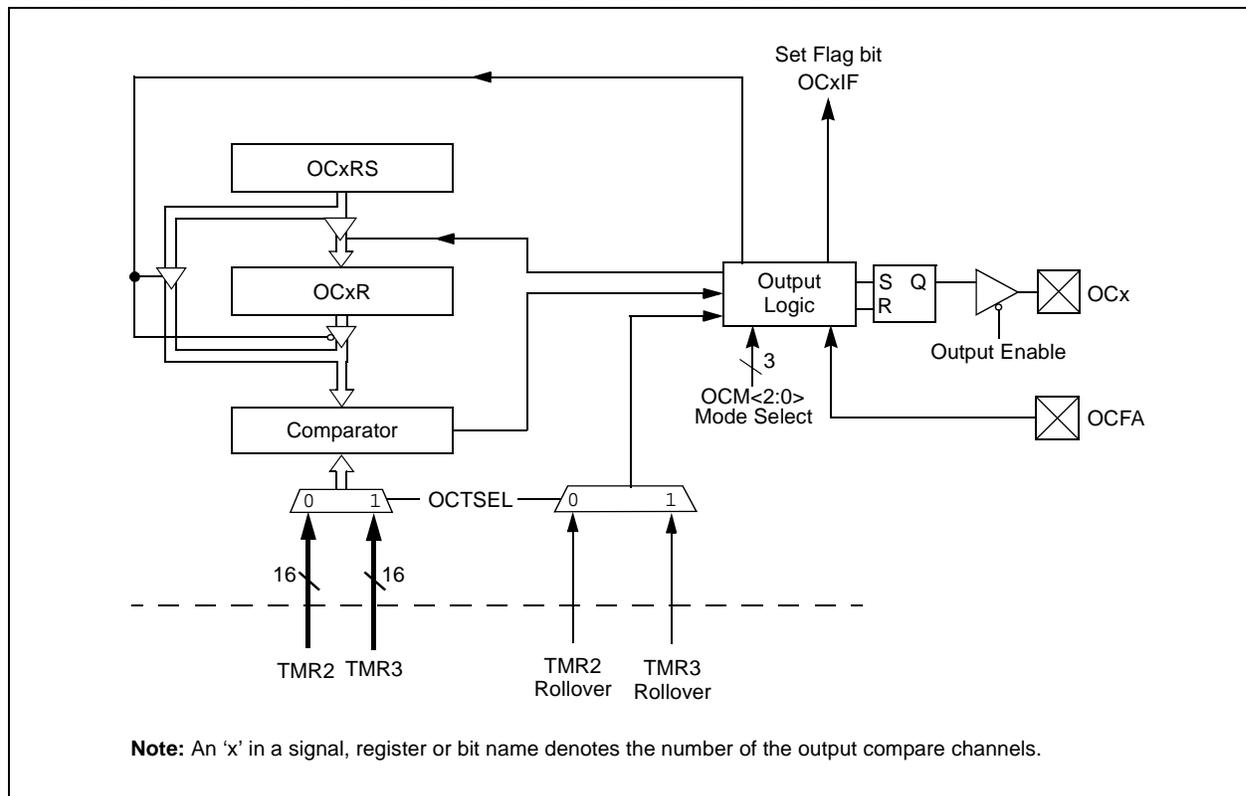 Set Flag bit
OCxIF
OCxRS
OCxR
Output
Logic
S Q
R
OCx
Output Enable
3
OCM<2:0>
Mode Select
OCFA
Comparator
0 1
OCTSEL
0 1
16
16
TMR2
TMR3
TMR2
Rollover
TMR3
Rollover
Note: An ‘x’ in a signal, register or bit name denotes the number of the output compare channels.